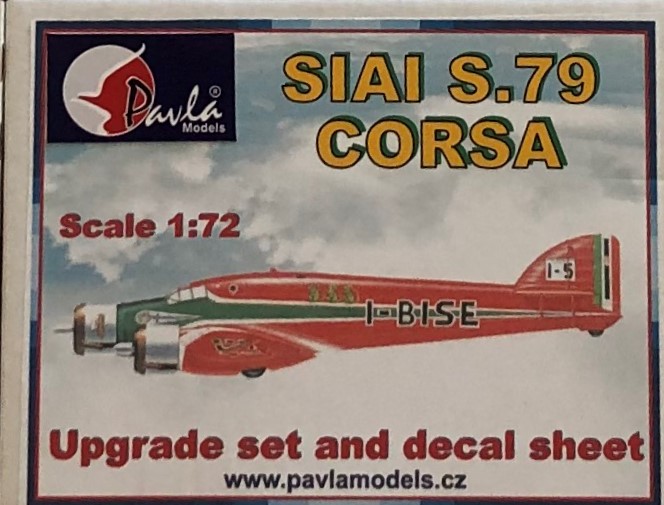 Pavla®
Models
SIAI S.79
CORSA
Scale 1:72
I-5
I-BISE
Upgrade set and decal sheet
www.pavlamodels.cz